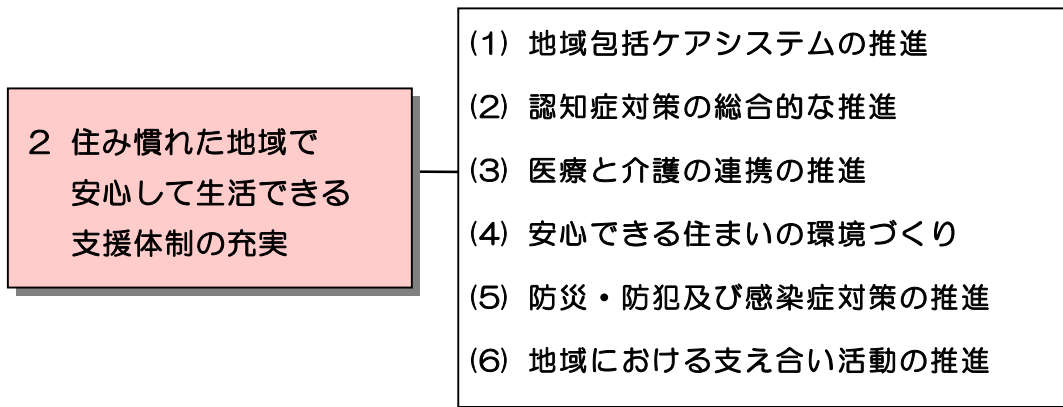 2 住み慣れた地域で
安心して生活できる
支援体制の充実
(1) 地域包括ケアシステムの推進
(2) 認知症対策の総合的な推進
(3) 医療と介護の連携の推進
(4) 安心できる住まいの環境づくり
(5) 防災・防犯及び感染症対策の推進
(6) 地域における支え合い活動の推進